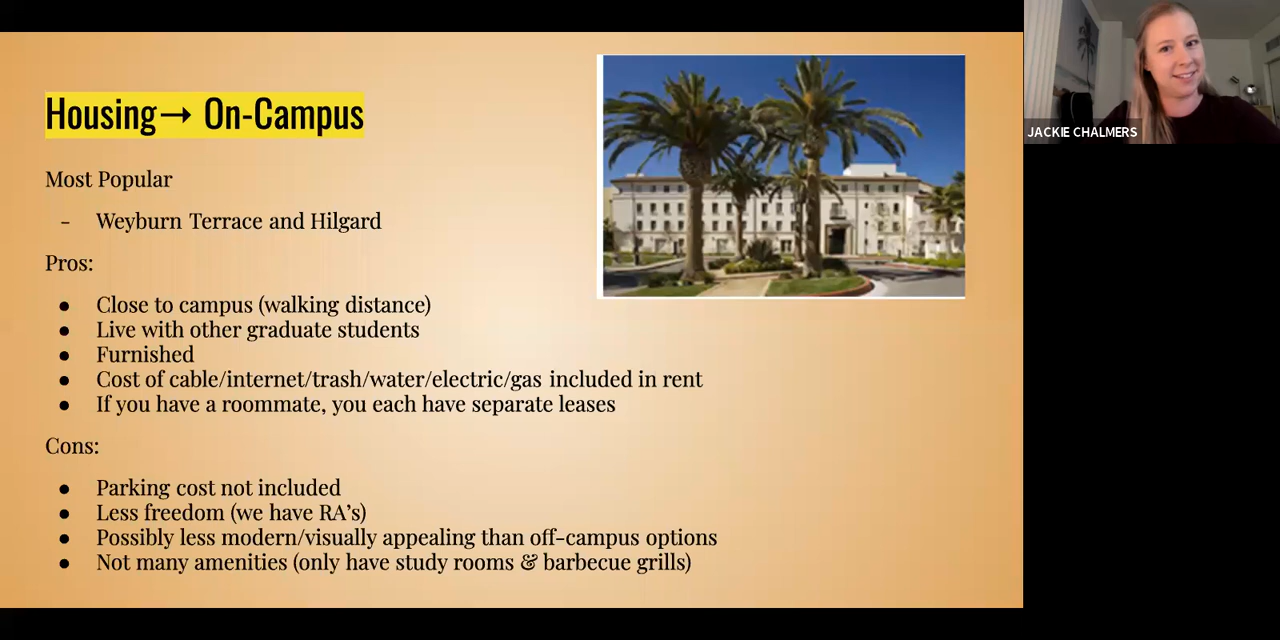 Housing→ On-Campus
Most Popular
- Weyburn Terrace and Hilgard
Pros:
● Close to campus (walking distance)
● Live with other graduate students
● Furnished
● Cost of cable/internet/trash/water/electric/gas included in rent
● If you have a roommate, you each have separate leases
Cons:
● Parking cost not included
● Less freedom (we have RA’s)
● Possibly less modern/visually appealing than off-campus options
● Not many amenities (only have study rooms & barbecue grills)
JACKIE CHALMERS